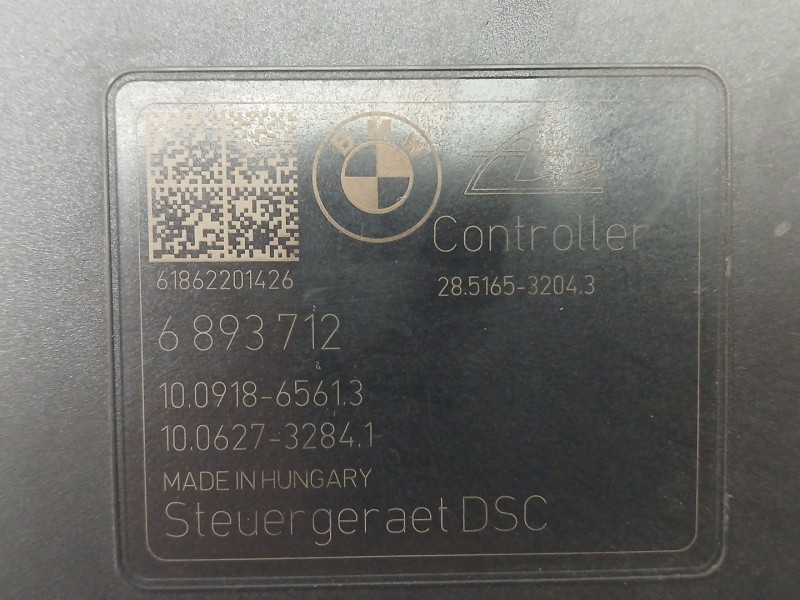 BMW
Ate
Controller
61862201426
28.5165-3204.3
6 893 712
10.0918-6561.3
10.0627-3284.1
MADE IN HUNGARY
Steuergeraet DSC